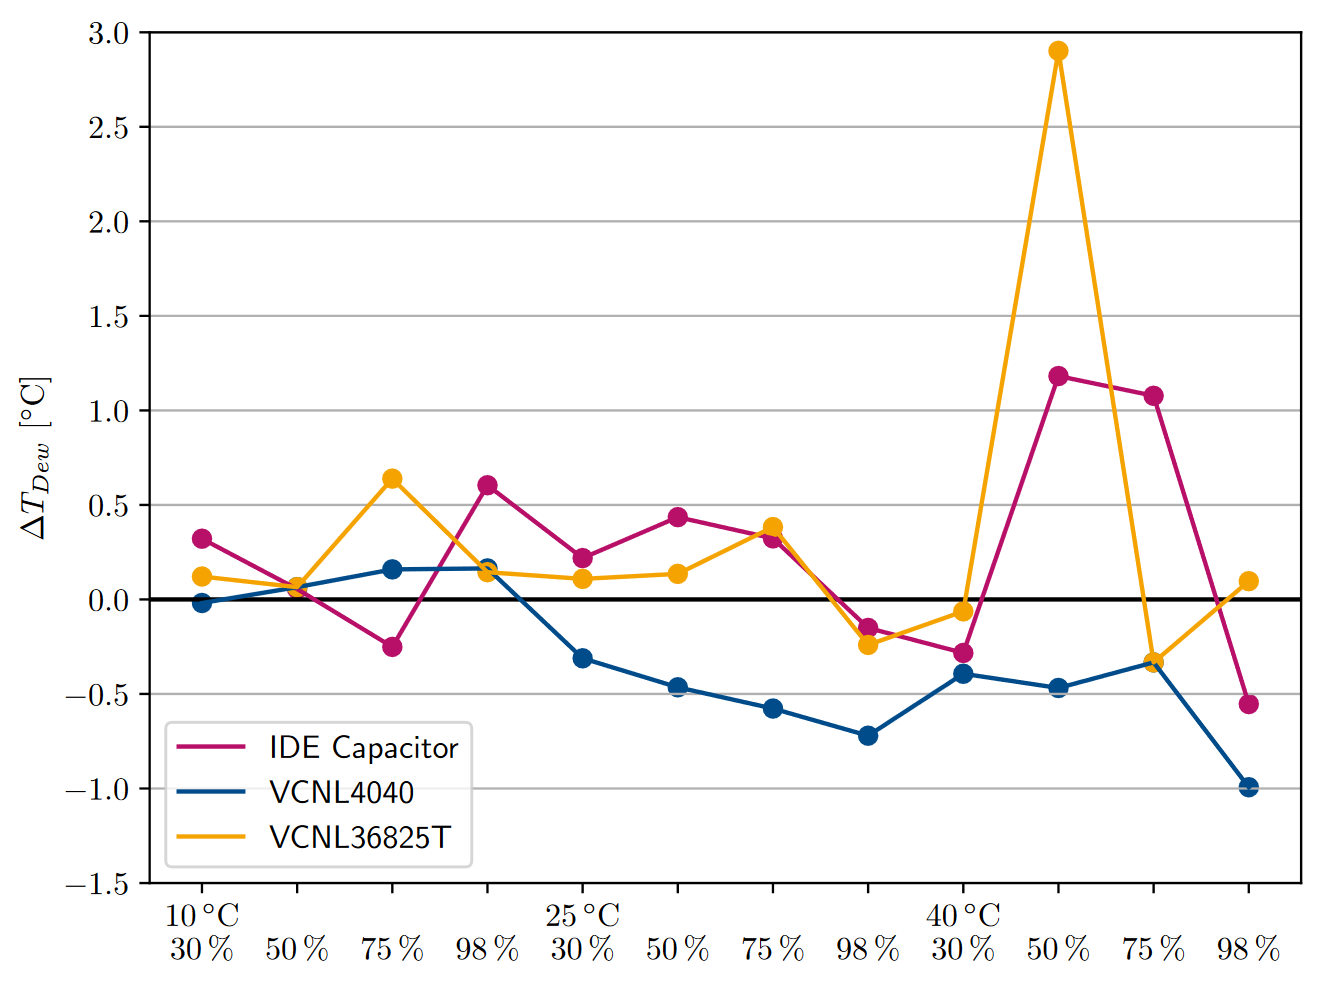 3.0
2.5
2.0
1.5
1.0
0.5
0.0
−0.5
−1.0
−1.5
ΔT_Dew [°C]
IDE Capacitor
VCNL4040
VCNL36825T
10 °C 25 °C 40 °C
30 % 50 % 75 % 98 % 30 % 50 % 75 % 98 % 30 % 50 % 75 % 98 %